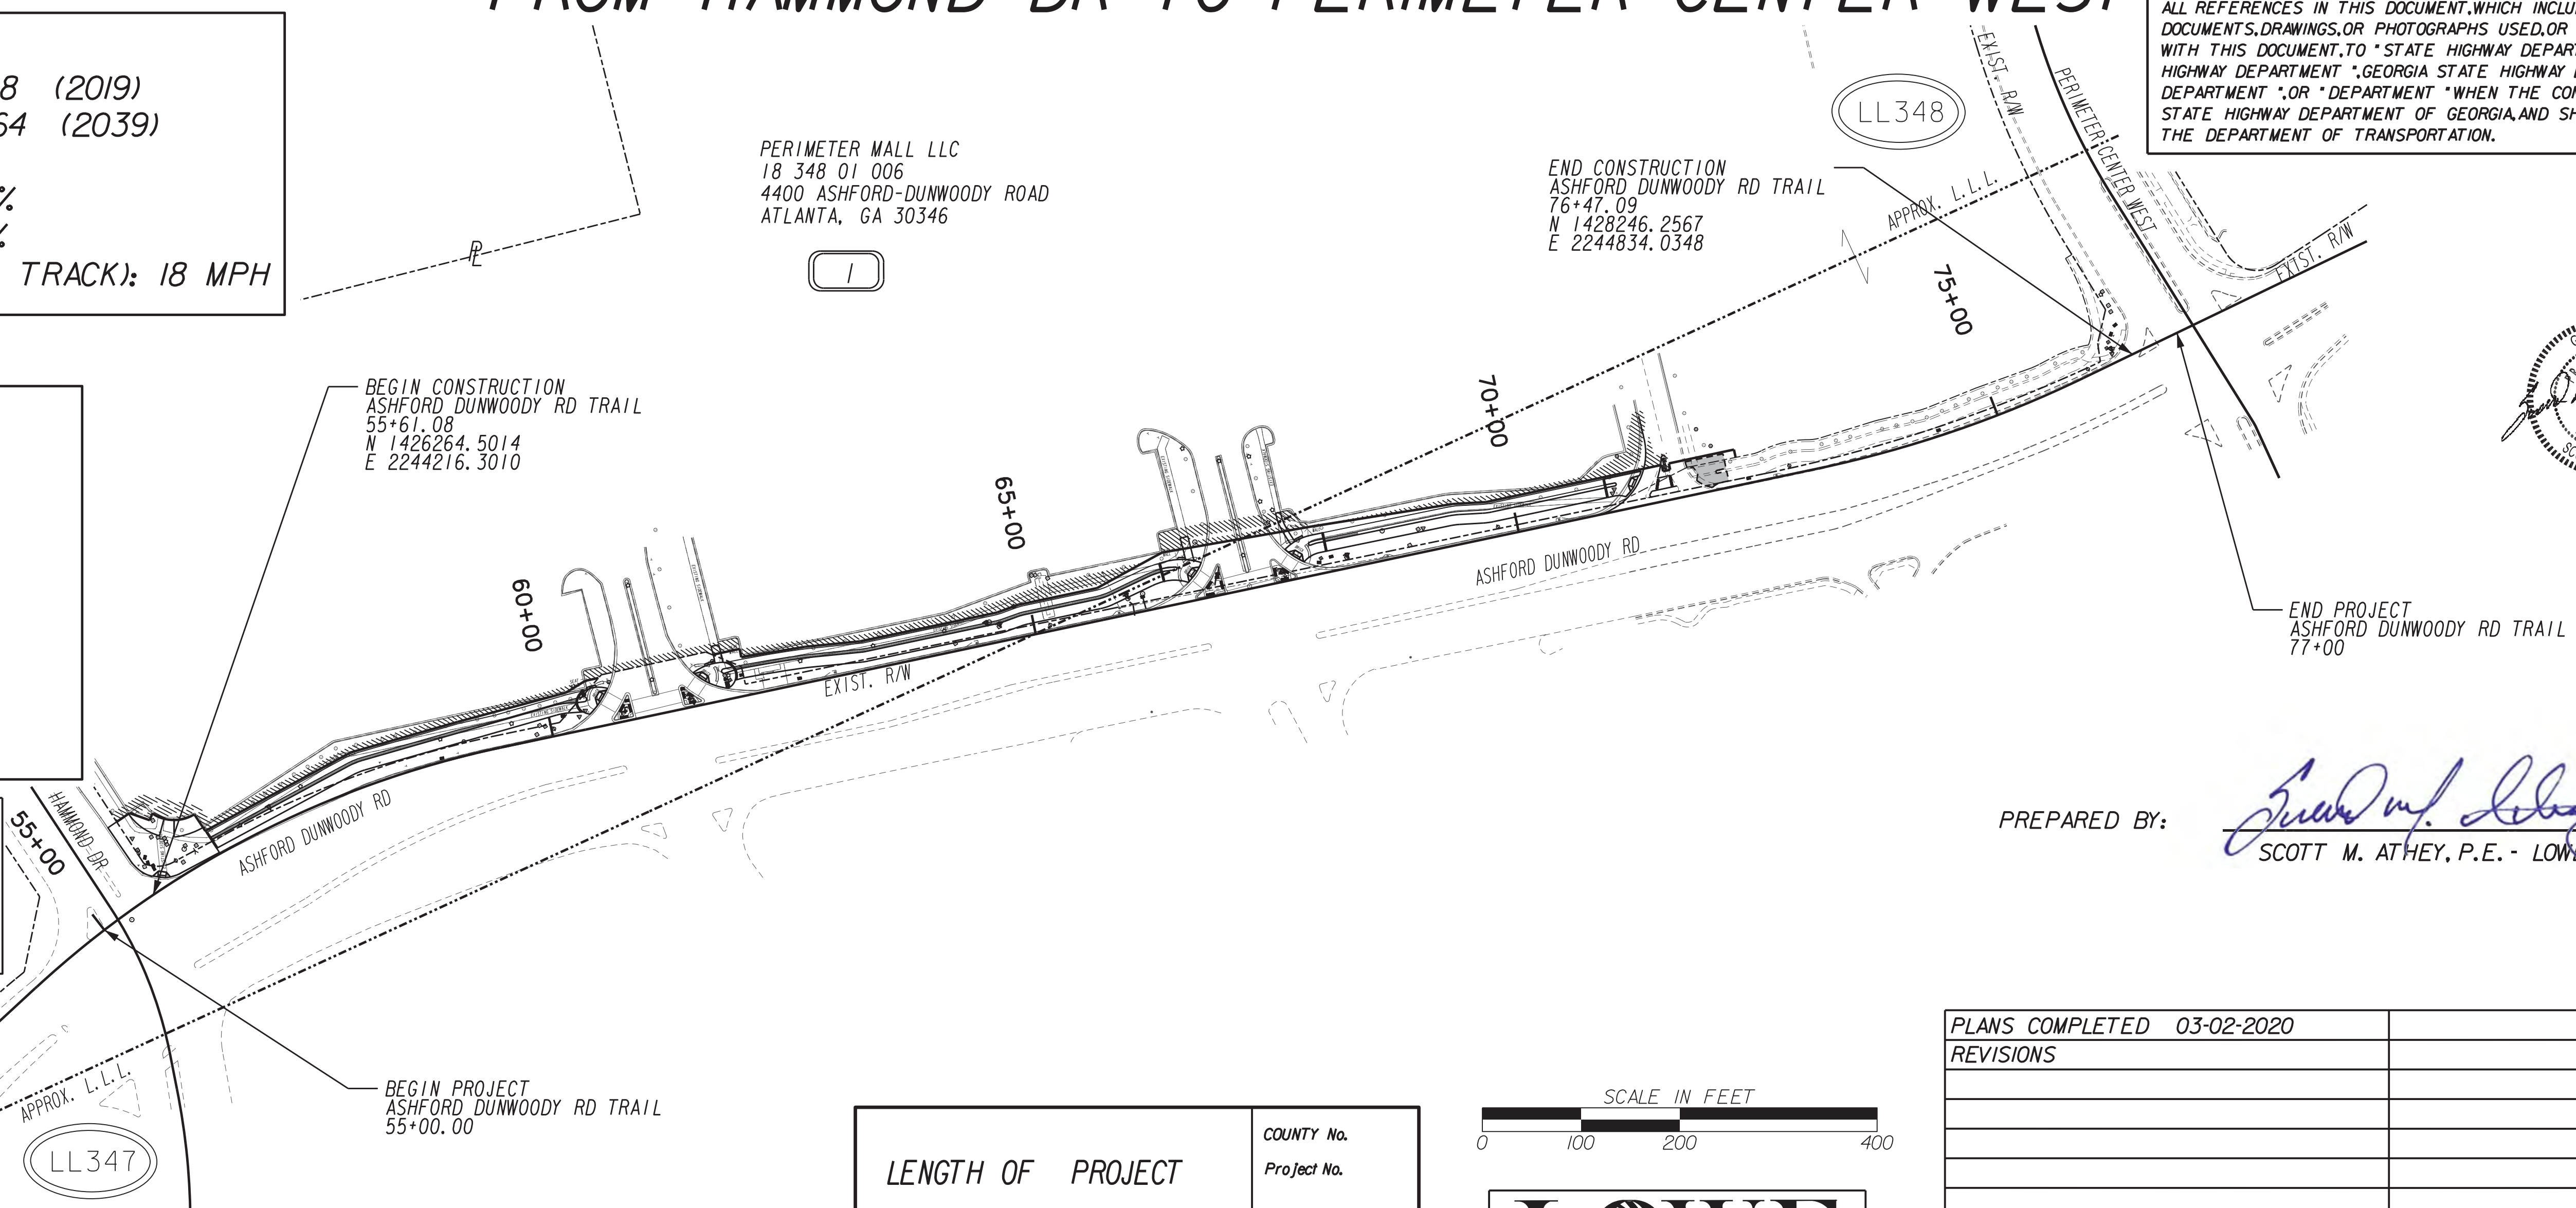 FROM HAMMOND DR TO PERIMETER CENTER WEST
8 (2019)
64 (2039)
%
%
TRACK): 18 MPH
ALL REFERENCES IN THIS DOCUMENT, WHICH INCLU
DOCUMENTS, DRAWINGS, OR PHOTOGRAPHS USED, OR
WITH THIS DOCUMENT, TO "STATE HIGHWAY DEPAR
HIGHWAY DEPARTMENT", GEORGIA STATE HIGHWAY
DEPARTMENT", OR "DEPARTMENT" WHEN THE CON
STATE HIGHWAY DEPARTMENT OF GEORGIA, AND SH
THE DEPARTMENT OF TRANSPORTATION.
PERIMETER MALL LLC
18 348 01 006
4400 ASHFORD-DUNWOODY ROAD
ATLANTA, GA 30346
1
PL
LL348
EXIST. R/W
PERIMETER CENTER WEST
EXIST. R/W
END CONSTRUCTION
ASHFORD DUNWOODY RD TRAIL
76+47.09
N 1428246.2567
E 2244834.0348
APPROX. L.L.L.
75+00
70+00
65+00
60+00
55+00
BEGIN CONSTRUCTION
ASHFORD DUNWOODY RD TRAIL
55+61.08
N 1426264.5014
E 2244216.3010
ASHFORD DUNWOODY RD
EXIST. R/W
HAMMOND DR
ASHFORD DUNWOODY RD
END PROJECT
ASHFORD DUNWOODY RD TRAIL
77+00
PREPARED BY:
SCOTT M. ATHEY, P.E. - LOWE
BEGIN PROJECT
ASHFORD DUNWOODY RD TRAIL
55+00.00
APPROX. L.L.L.
LL347
LENGTH OF PROJECT
COUNTY No.
Project No.
SCALE IN FEET
0 100 200 400
LOWE
PLANS COMPLETED 03-02-2020
REVISIONS